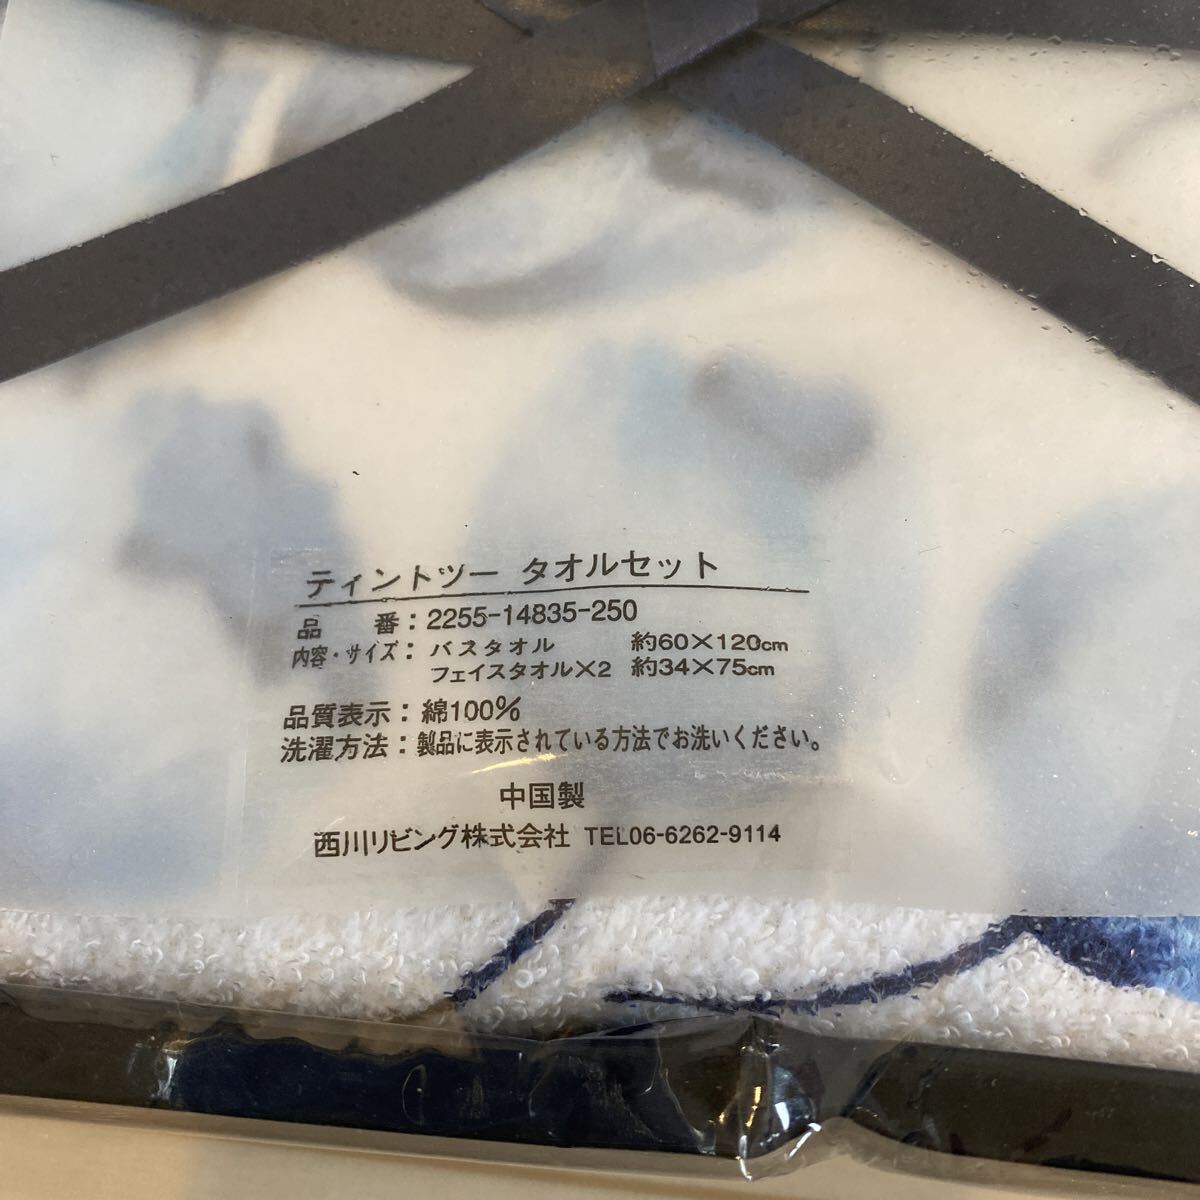 ティントツー タオルセット
品　番：2255-14835-250
内容・サイズ：バスタオル 約60×120cm
フェイスタオル×2 約34×75cm
品質表示：綿100%
洗濯方法：製品に表示されている方法でお洗いください。
中国製
西川リビング株式会社 TEL06-6262-9114